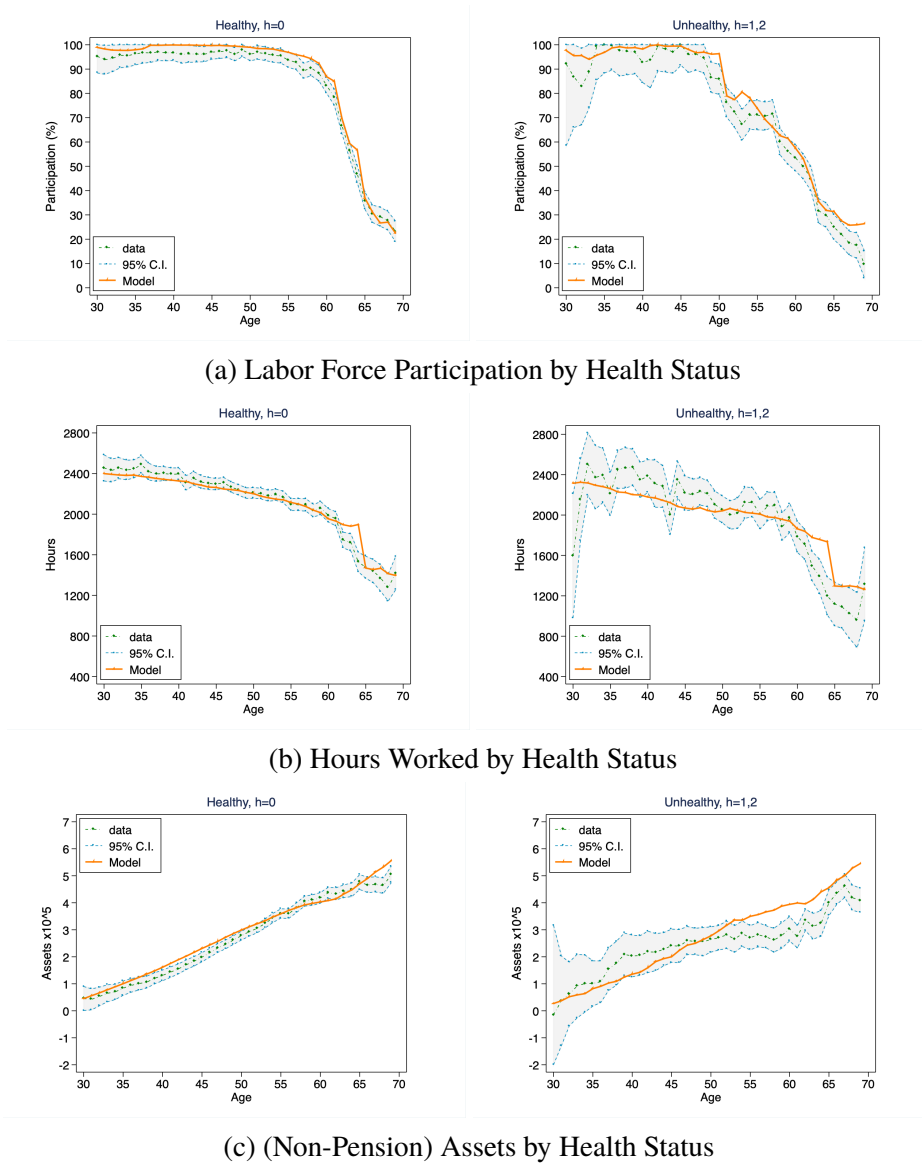 Healthy, h=0
Unhealthy, h=1,2
Participation (%)
100
90
80
70
60
50
40
30
20
10
0
data
95% C.I.
Model
30 35 40 45 50 55 60 65 70
Age
Participation (%)
100
90
80
70
60
50
40
30
20
10
0
data
95% C.I.
Model
30 35 40 45 50 55 60 65 70
Age
(a) Labor Force Participation by Health Status
Healthy, h=0
Unhealthy, h=1,2
Hours
2800
2400
2000
1600
1200
800
400
data
95% C.I.
Model
30 35 40 45 50 55 60 65 70
Age
Hours
2800
2400
2000
1600
1200
800
400
data
95% C.I.
Model
30 35 40 45 50 55 60 65 70
Age
(b) Hours Worked by Health Status
Healthy, h=0
Unhealthy, h=1,2
Assets x10^5
7
6
5
4
3
2
1
0
-1
-2
data
95% C.I.
Model
30 35 40 45 50 55 60 65 70
Age
Assets x10^5
7
6
5
4
3
2
1
0
-1
-2
data
95% C.I.
Model
30 35 40 45 50 55 60 65 70
Age
(c) (Non-Pension) Assets by Health Status